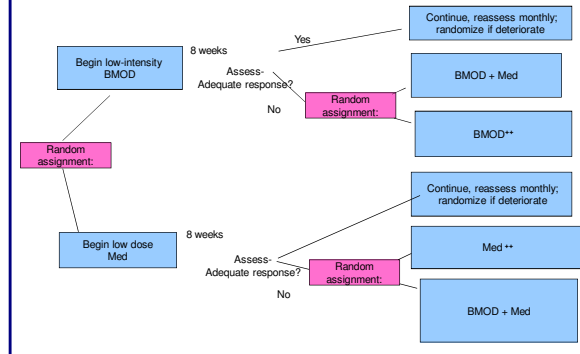 Continue, reassess monthly;
randomize if deteriorate
Yes
8 weeks
Begin low-intensity
BMOD
Assess-
Adequate response?
BMOD + Med
Random
assignment:
No
BMOD++
Random
assignment:
Continue, reassess monthly;
randomize if deteriorate
8 weeks
Begin low dose
Med
Assess-
Adequate response?
Med ++
Random
assignment:
No
BMOD + Med